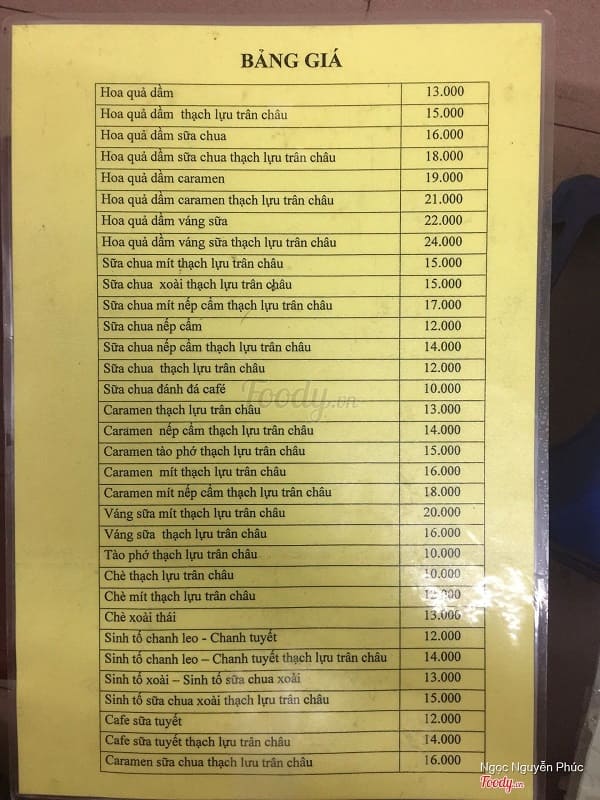 BẢNG GIÁ
Hoa quả dầm 13.000
Hoa quả dầm thạch lựu trân châu 15.000
Hoa quả dầm sữa chua 16.000
Hoa quả dầm sữa chua thạch lựu trân châu 18.000
Hoa quả dầm caramen 19.000
Hoa quả dầm caramen thạch lựu trân châu 21.000
Hoa quả dầm váng sữa 22.000
Hoa quả dầm váng sữa thạch lựu trân châu 24.000
Sữa chua mít thạch lựu trân châu 15.000
Sữa chua xoài thạch lựu trân châu 15.000
Sữa chua mít nếp cẩm thạch lựu trân châu 17.000
Sữa chua nếp cẩm 12.000
Sữa chua nếp cẩm thạch lựu trân châu 14.000
Sữa chua thạch lựu trân châu 12.000
Sữa chua đánh đá café 10.000
Foody.vn
Caramen thạch lựu trân châu 13.000
Caramen nếp cẩm thạch lựu trân châu 14.000
Caramen tào phớ thạch lựu trân châu 15.000
Caramen mít thạch lựu trân châu 16.000
Caramen mít nếp cẩm thạch lựu trân châu 18.000
Váng sữa mít thạch lựu trân châu 20.000
Váng sữa thạch lựu trân châu 16.000
Tào phớ thạch lựu trân châu 10.000
Chè thạch lựu trân châu 10.000
Chè mít thạch lựu trân châu
Chè xoài thái 13.000
Sinh tố chanh leo - Chanh tuyết 12.000
Sinh tố chanh leo – Chanh tuyết thạch lựu trân châu 14.000
Sinh tố xoài – Sinh tố sữa chua xoài 13.000
Sinh tố sữa chua xoài thạch lựu trân châu 15.000
Cafe sữa tuyết 12.000
Cafe sữa tuyết thạch lựu trân châu 14.000
Caramen sữa chua thạch lưu trân châu 16.000
Ngọc Nguyễn Phúc
Foody.vn